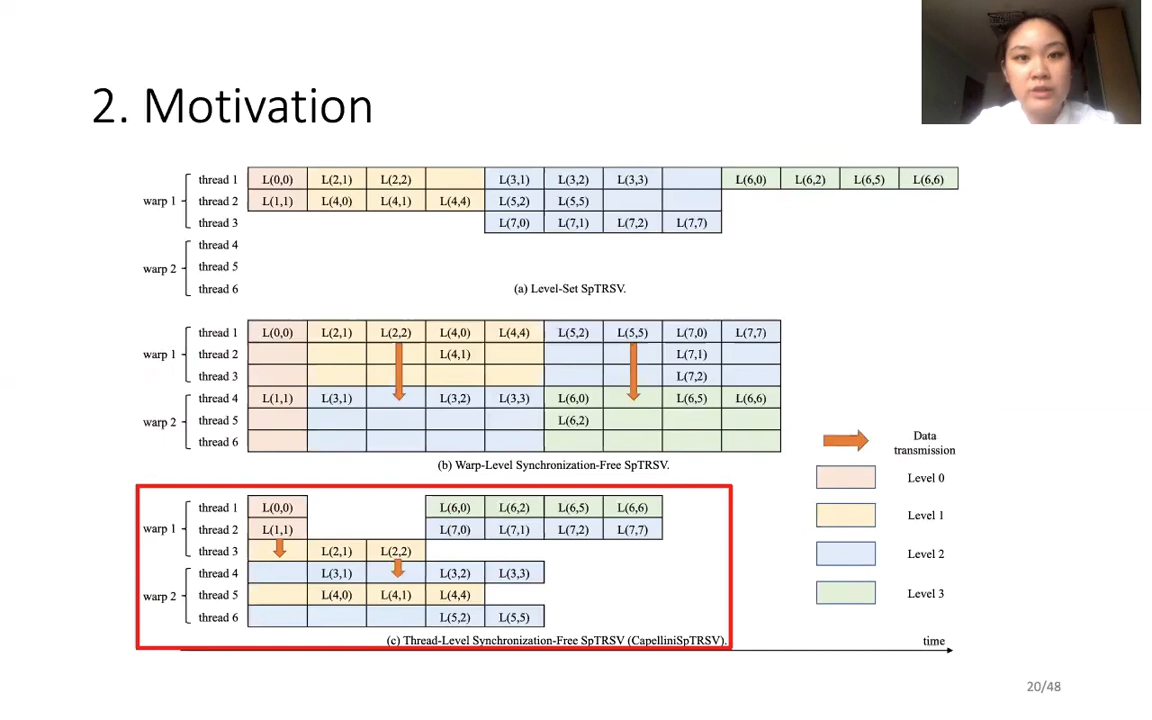 2. Motivation
thread 1 L(0,0) L(2,1) L(2,2) L(3,1) L(3,2) L(3,3) L(6,0) L(6,2) L(6,5) L(6,6)
warp 1 thread 2 L(1,1) L(4,0) L(4,1) L(4,4) L(5,2) L(5,5)
thread 3 L(7,0) L(7,1) L(7,2) L(7,7)
thread 4
warp 2 thread 5
thread 6
(a) Level-Set SpTRSV.
thread 1 L(0,0) L(2,1) L(2,2) L(4,0) L(4,4) L(5,2) L(5,5) L(7,0) L(7,7)
warp 1 thread 2 L(4,1) L(7,1)
thread 3 L(7,2)
thread 4 L(1,1) L(3,1) L(3,2) L(3,3) L(6,0) L(6,5) L(6,6)
warp 2 thread 5 L(6,2)
thread 6
(b) Warp-Level Synchronization-Free SpTRSV.
Data
transmission
Level 0
Level 1
Level 2
Level 3
thread 1 L(0,0) L(6,0) L(6,2) L(6,5) L(6,6)
warp 1 thread 2 L(1,1) L(7,0) L(7,1) L(7,2) L(7,7)
thread 3 L(2,1) L(2,2)
thread 4 L(3,1) L(3,2) L(3,3)
warp 2 thread 5 L(4,0) L(4,1) L(4,4)
thread 6 L(5,2) L(5,5)
(c) Thread-Level Synchronization-Free SpTRSV (CapelliniSpTRSV).
time
20/48